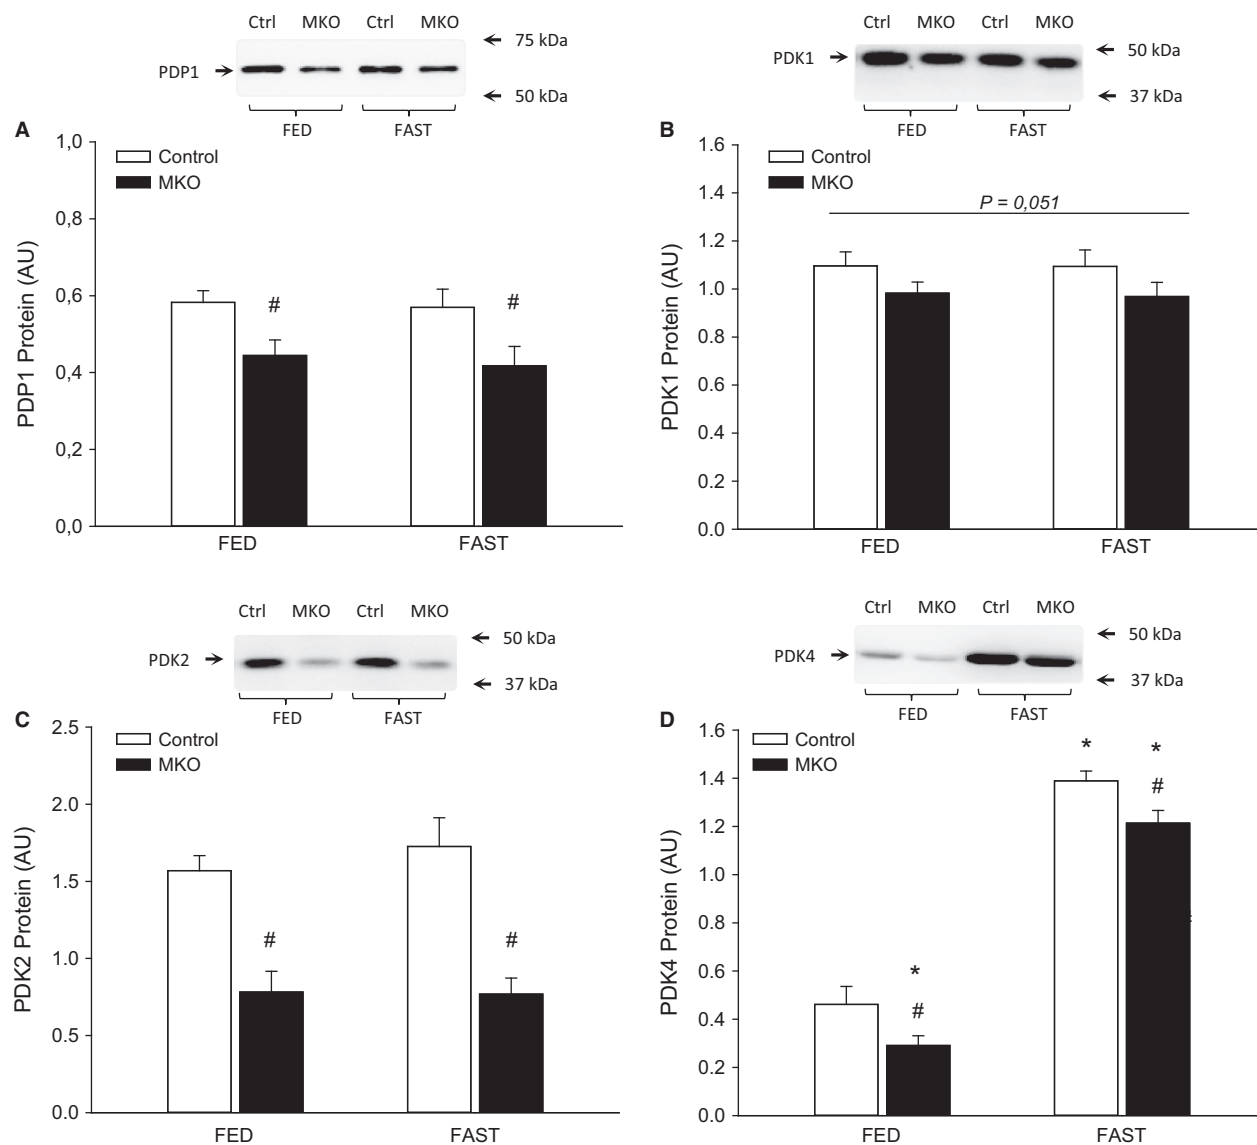 Ctrl MKO Ctrl MKO
75 kDa
PDP1
50 kDa
FED FAST
A
1,0
0,8
0,6
0,4
0,2
0,0
PDP1 Protein (AU)
Control
MKO
# #
FED FAST
Ctrl MKO Ctrl MKO
50 kDa
PDK1
37 kDa
FED FAST
B
1.6
1.4
1.2
1.0
0.8
0.6
0.4
0.2
0.0
PDK1 Protein (AU)
Control
MKO
P = 0,051
FED FAST
Ctrl MKO Ctrl MKO
50 kDa
PDK2
37 kDa
FED FAST
C
2.5
2.0
1.5
1.0
0.5
0.0
PDK2 Protein (AU)
Control
MKO
# #
FED FAST
Ctrl MKO Ctrl MKO
50 kDa
PDK4
37 kDa
FED FAST
D
1.6
1.4
1.2
1.0
0.8
0.6
0.4
0.2
0.0
PDK4 Protein (AU)
Control
MKO
* *
#
*
#
FED FAST